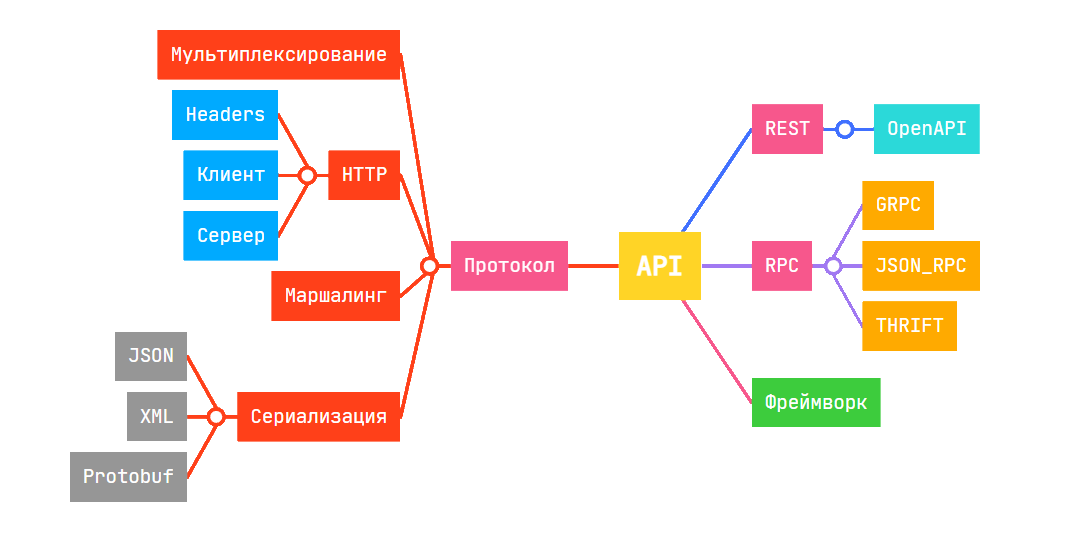 Мультиплексирование
Headers
Клиент
HTTP
Сервер
Маршалинг
JSON
XML
Сериализация
Protobuf
Протокол
API
REST
OpenAPI
GRPC
RPC
JSON_RPC
THRIFT
Фреймворк